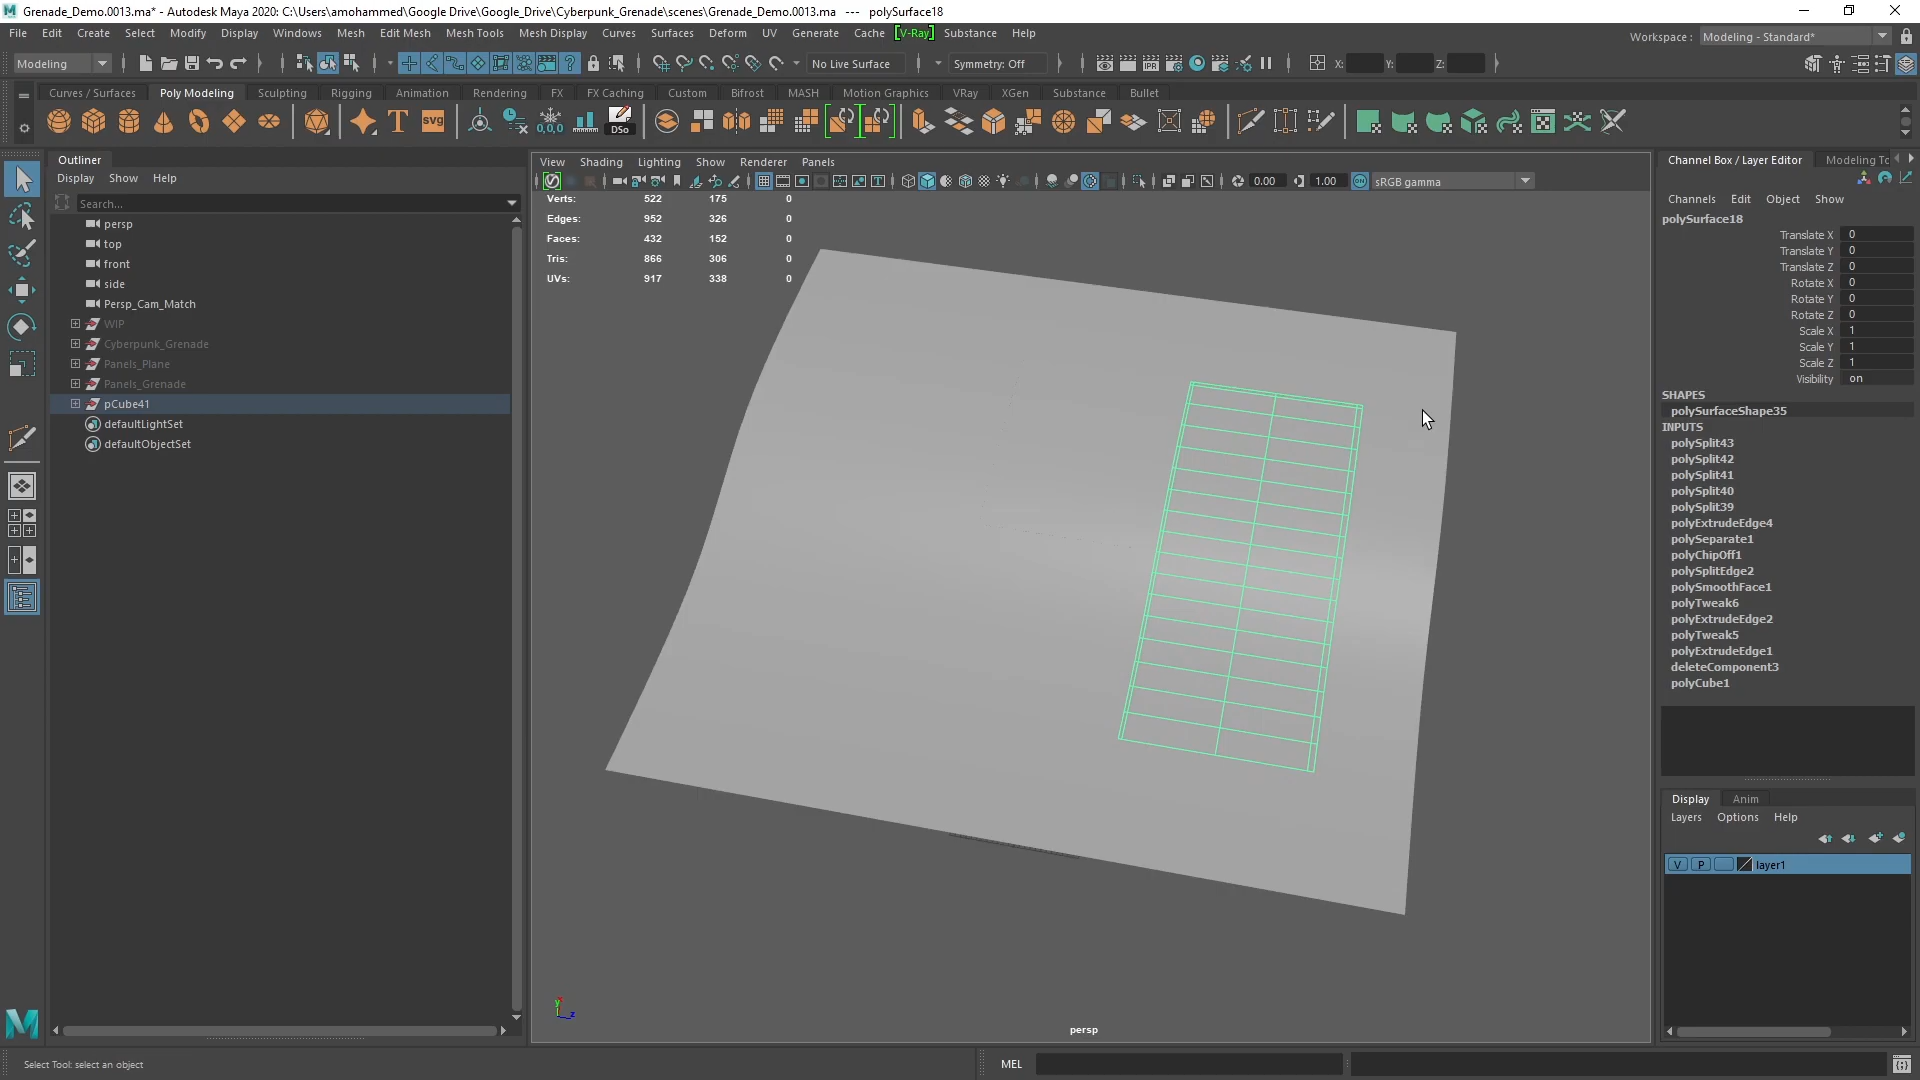 Grenade_Demo.0013.ma* - Autodesk Maya 2020: C:\Users\amohammed\Google Drive\Google_Drive\Cyberpunk_Grenade\scenes\Grenade_Demo.0013.ma --- polySurface18
File Edit Create Select Modify Display Windows Mesh Edit Mesh Mesh Tools Mesh Display Curves Surfaces Deform UV Generate Cache [V-Ray] Substance Help
Workspace : Modeling - Standard*
Modeling No Live Surface Symmetry: Off X: Y: Z:
Curves / Surfaces Poly Modeling Sculpting Rigging Animation Rendering FX FX Caching Custom Bifrost MASH Motion Graphics VRay XGen Substance Bullet
T svg 0,0,0 DSo
Outliner
Display Show Help
Search...
persp
top
front
side
Persp_Cam_Match
WIP
Cyberpunk_Grenade
Panels_Plane
Panels_Grenade
pCube41
defaultLightSet
defaultObjectSet
View Shading Lighting Show Renderer Panels
0.00 1.00 sRGB gamma
Verts: 522 175 0
Edges: 952 326 0
Faces: 432 152 0
Tris: 866 306 0
UVs: 917 338 0
y
z
persp
Channel Box / Layer Editor Modeling To
Channels Edit Object Show
polySurface18
Translate X 0
Translate Y 0
Translate Z 0
Rotate X 0
Rotate Y 0
Rotate Z 0
Scale X 1
Scale Y 1
Scale Z 1
Visibility on
SHAPES
polySurfaceShape35
INPUTS
polySplit43
polySplit42
polySplit41
polySplit40
polySplit39
polyExtrudeEdge4
polySeparate1
polyChipOff1
polySplitEdge2
polySmoothFace1
polyTweak6
polyExtrudeEdge2
polyTweak5
polyExtrudeEdge1
deleteComponent3
polyCube1
Display Anim
Layers Options Help
V P layer1
Select Tool: select an object
MEL